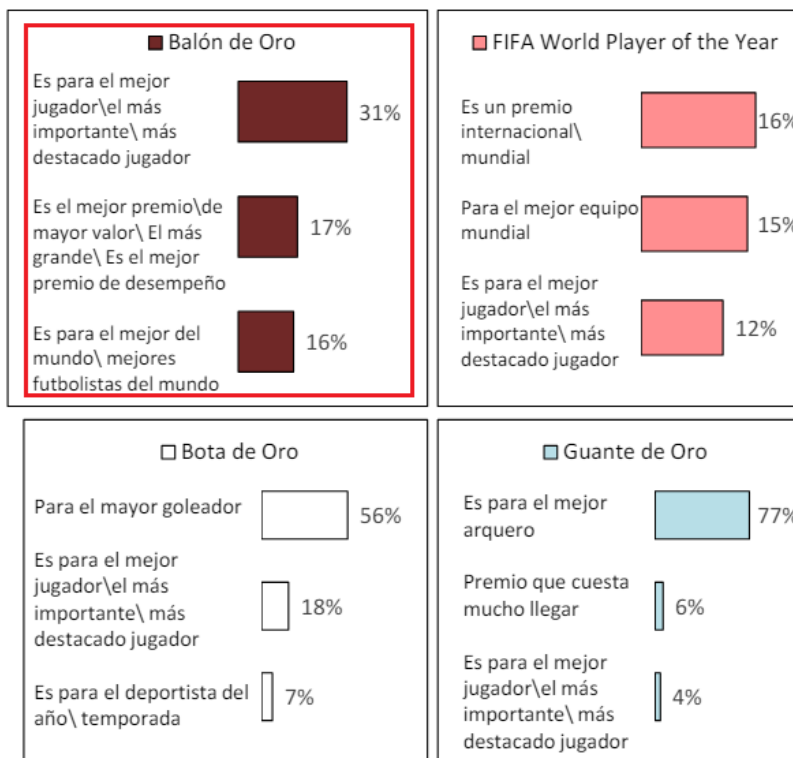 Balón de Oro
Es para el mejor
jugador\el más
importante\ más
destacado jugador
31%
Es el mejor premio\de
mayor valor\ El más
grande\ Es el mejor
premio de desempeño
17%
Es para el mejor del
mundo\ mejores
futbolistas del mundo
16%
FIFA World Player of the Year
Es un premio
internacional\
mundial
16%
Para el mejor equipo
mundial
15%
Es para el mejor
jugador\el más
importante\ más
destacado jugador
12%
Bota de Oro
Para el mayor goleador
56%
Es para el mejor
jugador\el más
importante\ más
destacado jugador
18%
Es para el deportista del
año\ temporada
7%
Guante de Oro
Es para el mejor
arquero
77%
Premio que cuesta
mucho llegar
6%
Es para el mejor
jugador\el más
importante\ más
destacado jugador
4%